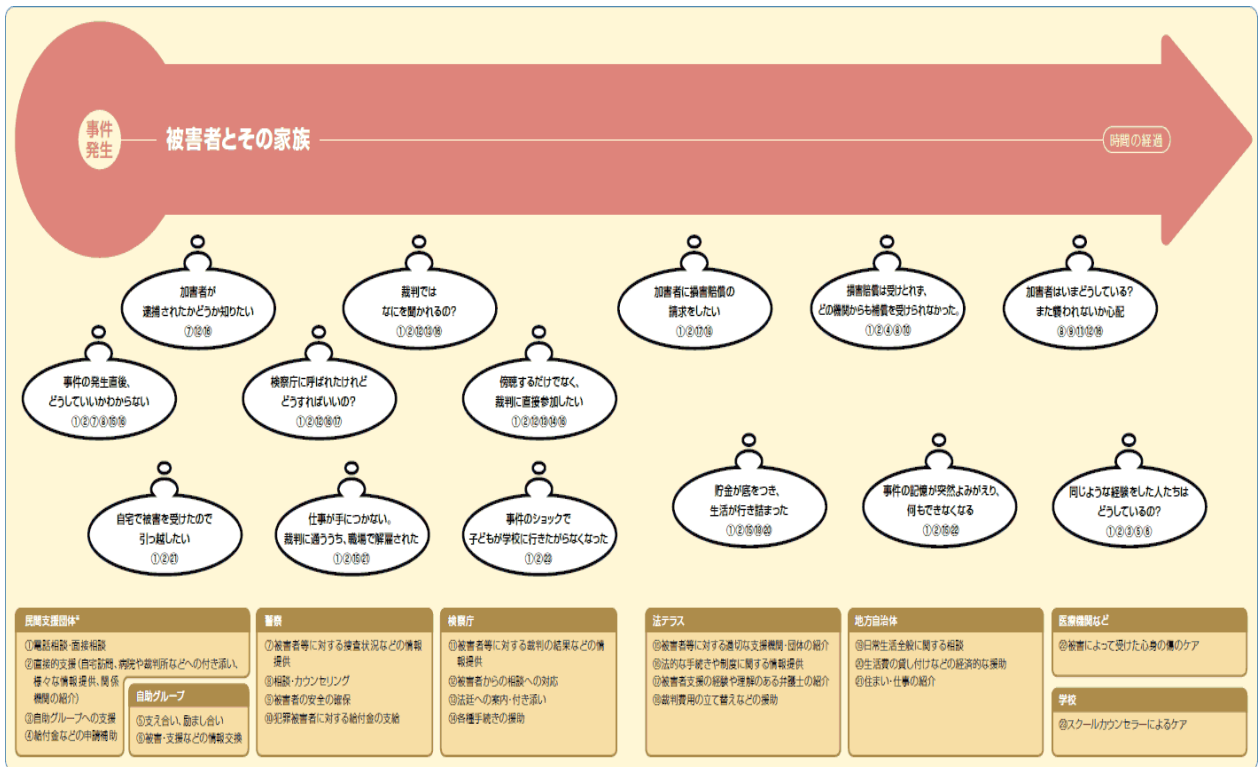 事件
発生
被害者とその家族
時間の経過
加害者が
逮捕されたかどうか知りたい
⑦⑫⑯
裁判では
なにを聞かれるの?
①②⑫⑭⑯
加害者に損害賠償の
請求をしたい
①②⑰⑱
損害賠償は受けとれず、
どの機関からも補償を受けられなかった。
①②④⑧⑩
加害者はいまどうしている?
また襲われないか心配
⑧⑨⑪⑫⑯
事件の発生直後、
どうしていいかわからない
①②⑦⑧⑮⑯
検察庁に呼ばれたけれど
どうすればいいの?
①②⑫⑯⑰
傍聴するだけでなく、
裁判に直接参加したい
①②⑫⑬⑭⑯
自宅で被害を受けたので
引っ越したい
①②㉑
仕事が手につかない。
裁判に通ううち、職場で解雇された
①②⑮㉑
事件のショックで
子どもが学校に行きたがらなくなった
①②㉓
貯金が底をつき、
生活が行き詰まった
①②⑮⑲⑳
事件の記憶が突然よみがえり、
何もできなくなる
①②⑮㉒
同じような経験をした人たちは
どうしているの?
①②③⑤⑥
民間支援団体*
①電話相談・面接相談
②直接的支援(自宅訪問、病院や裁判所などへの付き添い、
様々な情報提供、関係
機関の紹介)
③自助グループへの支援
④給付金などの申請補助
自助グループ
⑤支え合い、励まし合い
⑥被害・支援などの情報交換
警察
⑦被害者等に対する捜査状況などの情報
提供
⑧相談・カウンセリング
⑨被害者の安全の確保
⑩犯罪被害者に対する給付金の支給
検察庁
⑪被害者等に対する裁判の結果などの情
報提供
⑫被害者からの相談への対応
⑬法廷への案内・付き添い
⑭各種手続きの援助
法テラス
⑮被害者等に対する適切な支援機関・団体の紹介
⑯法的な手続きや制度に関する情報提供
⑰被害者支援の経験や理解のある弁護士の紹介
⑱裁判費用の立て替えなどの援助
地方自治体
⑲日常生活全般に関する相談
⑳生活費の貸し付けなどの経済的な援助
㉑住まい・仕事の紹介
医療機関など
㉒被害によって受けた心身の傷のケア
学校
㉓スクールカウンセラーによるケア